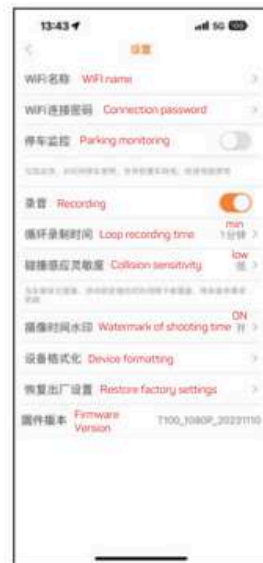 13:43
5G
设置
WiFi名称 WIFI name
WiFi连接密码 Connection password
停车监控 Parking monitoring
录音 Recording
min
循环录制时间 Loop recording time 1分钟
low
碰撞感应灵敏度 Collision sensitivity 低
ON
摄像时间水印 Watermark of shooting time 开
设备格式化 Device formatting
恢复出厂设置 Restore factory settings
固件版本 Firmware Version T100_1080P_20231110